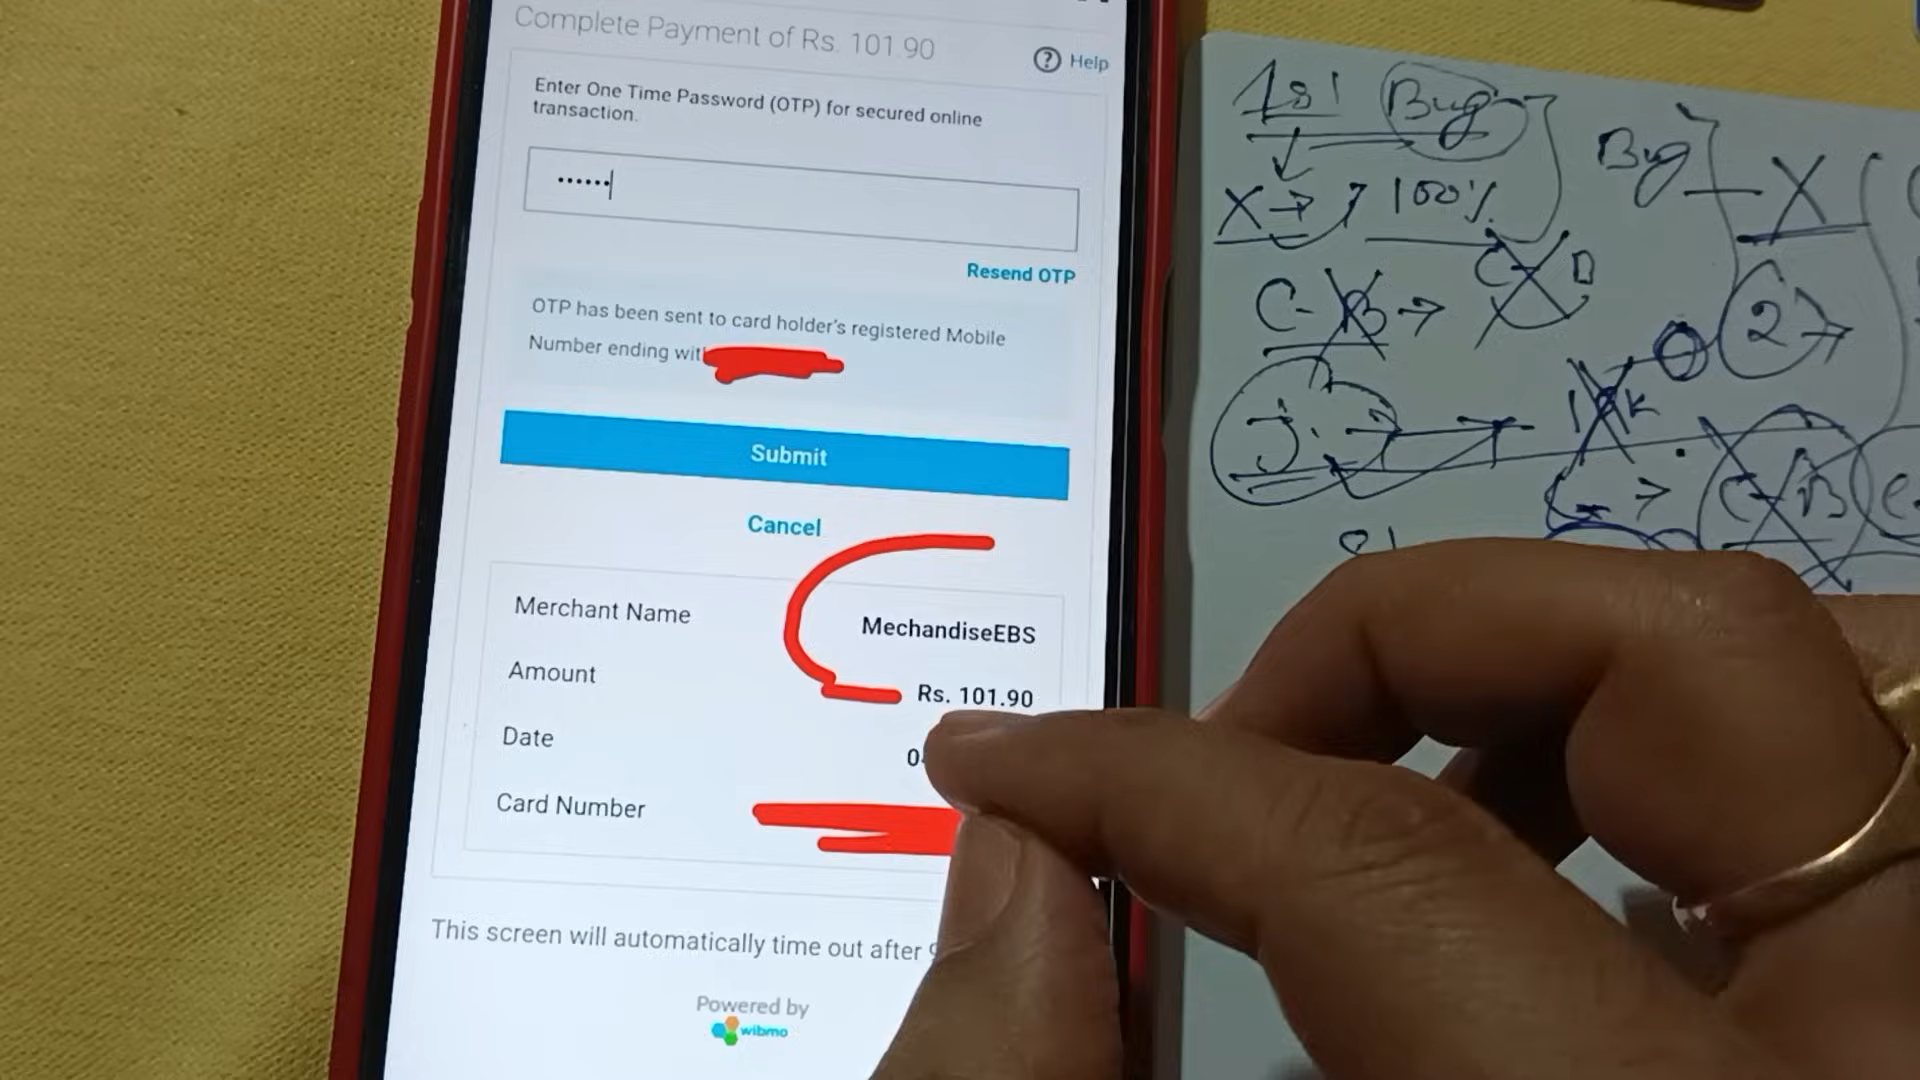 Complete Payment of Rs. 101.90
Help
Enter One Time Password (OTP) for secured online
transaction.
Resend OTP
OTP has been sent to card holder's registered Mobile
Number ending
Submit
Cancel
Merchant Name MechandiseEBS
Amount Rs. 101.90
Date
Card Number
This screen will automatically time out after
Powered by
wibmo
1st Bug
X → 100%
C-B →
Bug X
2 →